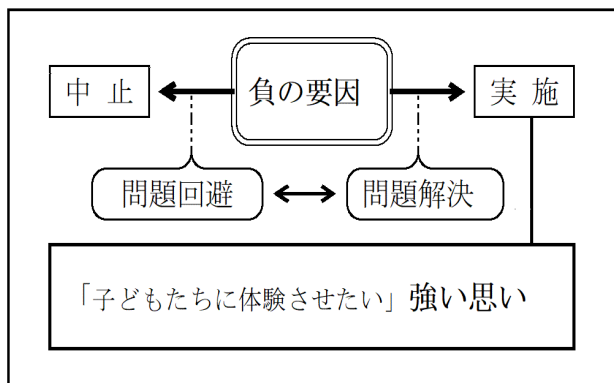 中止
負の要因
実施
問題回避
問題解決
「子どもたちに体験させたい」強い思い